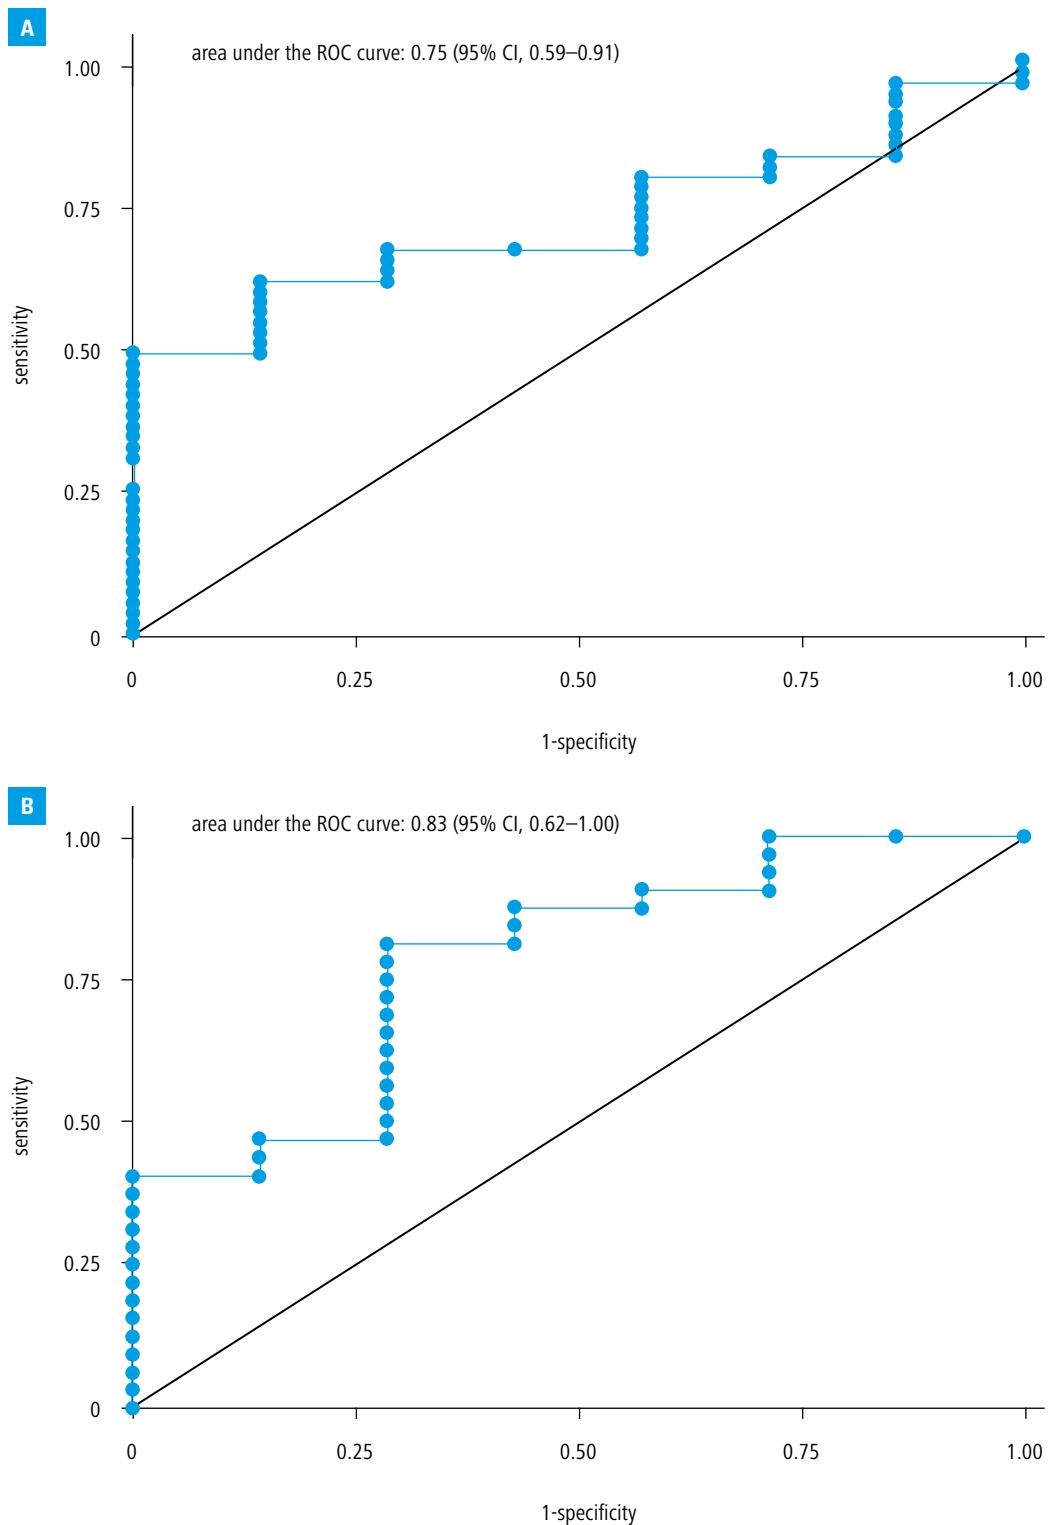 A
area under the ROC curve: 0.75 (95% CI, 0.59–0.91)
1.00
0.75
0.50
0.25
0
sensitivity
0 0.25 0.50 0.75 1.00
1-specificity
B
area under the ROC curve: 0.83 (95% CI, 0.62–1.00)
1.00
0.75
0.50
0.25
0
sensitivity
0 0.25 0.50 0.75 1.00
1-specificity